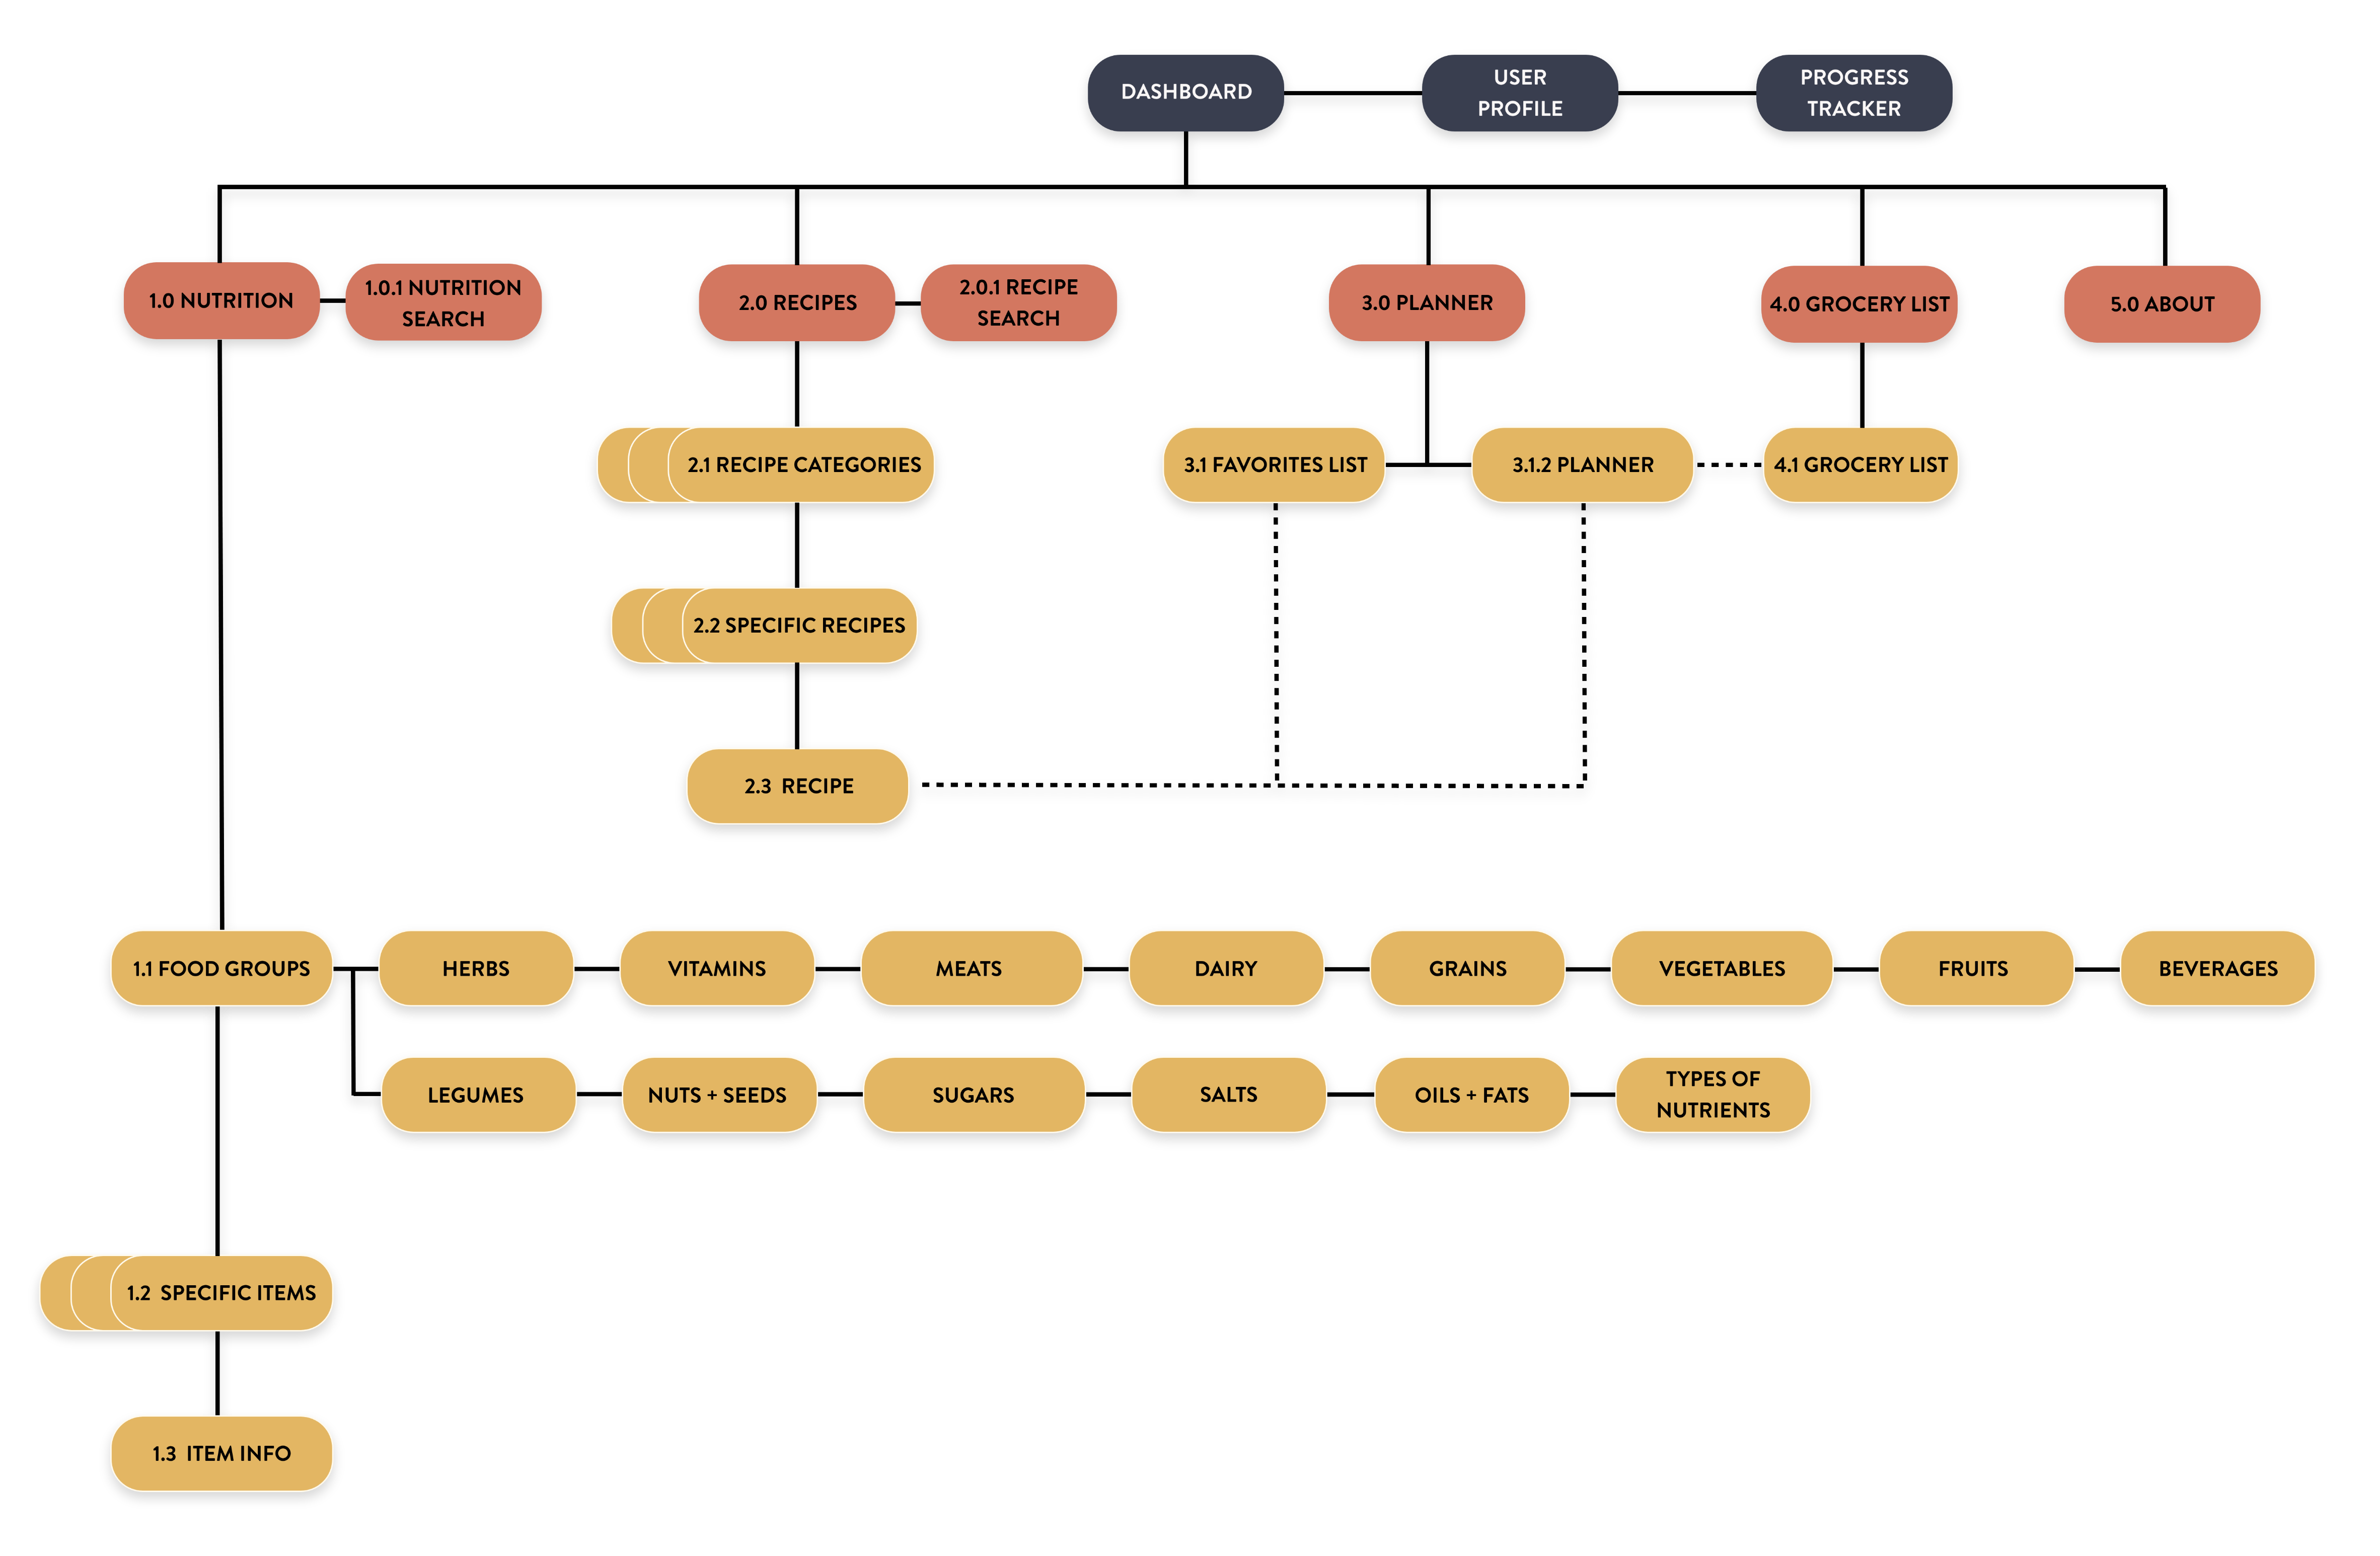 DASHBOARD
USER
PROFILE
PROGRESS
TRACKER
1.0 NUTRITION
1.0.1 NUTRITION
SEARCH
2.0 RECIPES
2.0.1 RECIPE
SEARCH
3.0 PLANNER
4.0 GROCERY LIST
5.0 ABOUT
2.1 RECIPE CATEGORIES
3.1 FAVORITES LIST
3.1.2 PLANNER
4.1 GROCERY LIST
2.2 SPECIFIC RECIPES
2.3 RECIPE
1.1 FOOD GROUPS
HERBS
VITAMINS
MEATS
DAIRY
GRAINS
VEGETABLES
FRUITS
BEVERAGES
LEGUMES
NUTS + SEEDS
SUGARS
SALTS
OILS + FATS
TYPES OF
NUTRIENTS
1.2 SPECIFIC ITEMS
1.3 ITEM INFO